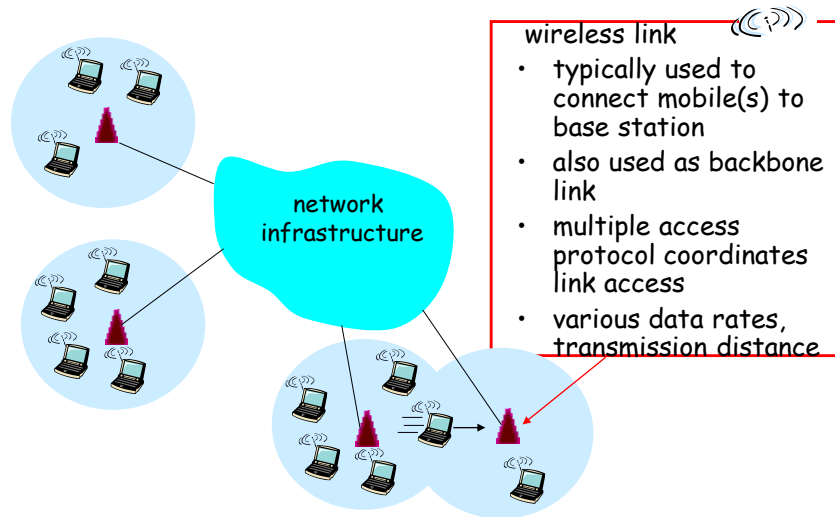 wireless link
• typically used to
connect mobile(s) to
base station
• also used as backbone
link
• multiple access
protocol coordinates
link access
• various data rates,
transmission distance
network
infrastructure